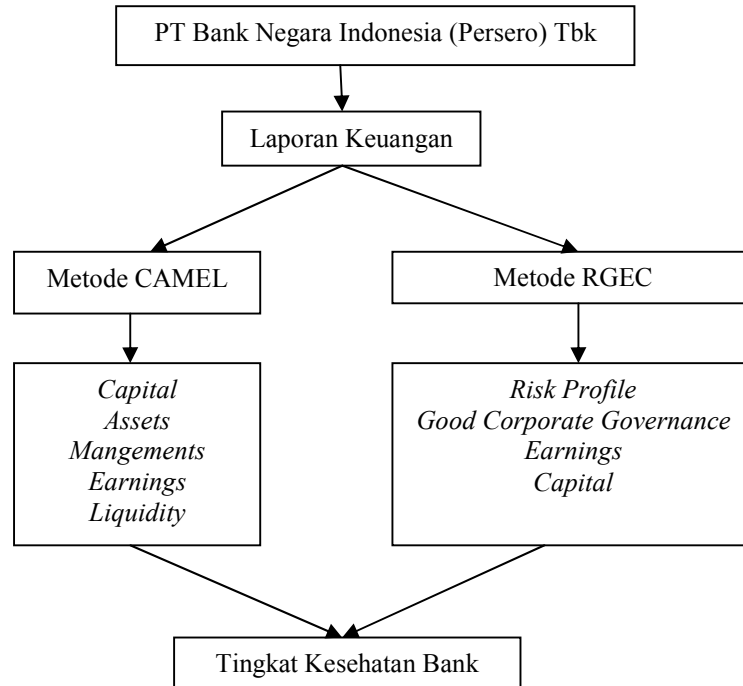 PT Bank Negara Indonesia (Persero) Tbk
Laporan Keuangan
Metode CAMEL
Metode RGEC
Capital
Assets
Mangements
Earnings
Liquidity
Risk Profile
Good Corporate Governance
Earnings
Capital
Tingkat Kesehatan Bank